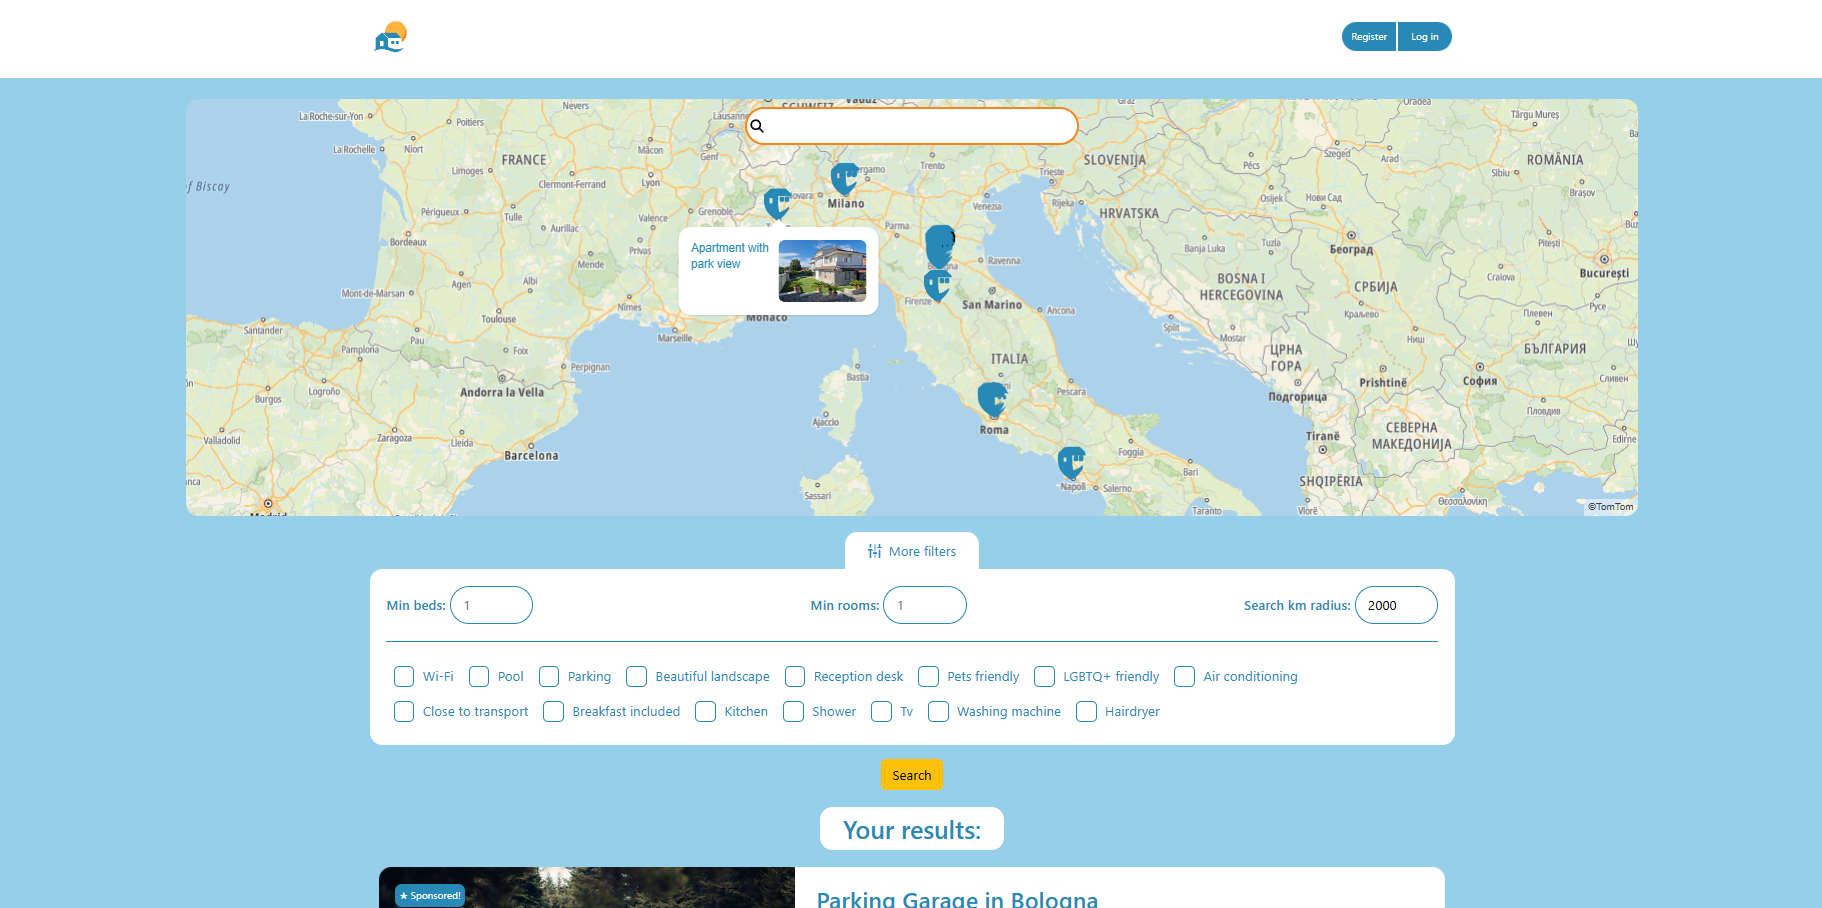 Register
Log in
Nevers
Lausanne
SCHWEIZ
Vaduz
Graz
Oradea
La Roche-sur-Yon
Poitiers
Târgu Mureș
La Rochelle
Niort
Mâcon
Genf
Szeged
Arad
FRANCE
Limoges
Lyon
Bergamo
Trento
SLOVENIJA
Pécs
ROMÂNIA
Sibiu
of Biscay
Clermont-Ferrand
Novara
Trieste
Osijek
Нови Сад
Brașov
Périgueux
Tulle
Valence
Grenoble
Milano
Venezia
Rijeka
HRVATSKA
Bordeaux
Aurillac
Privas
Parma
Banja Luka
Tuzla
Београд
Pitești
Apartment with
park view
Mende
Albi
Agen
Ravenna
BOSNA I
HERCEGOVINA
Craiova
București
Mont-de-Marsan
Nîmes
Firenze
San Marino
Ancona
СРБИЈА
Русе
Toulouse
Monaco
Split
Краљево
Плевен
Santander
Pau
Marseille
Mostar
Ниш
Pamplona
Foix
Perpignan
ITALIA
ЦРНА
ГОРА
БЪЛГАРИЯ
Logroño
Burgos
Andorra la Vella
Bastia
Pescara
Prishtinë
София
Сливен
Подгорица
Пловдив
Valladolid
Zaragoza
Lleida
Ajaccio
Roma
Foggia
Tiranë
СЕВЕРНА
МАКЕДОНИЈА
Edirne
Barcelona
Bari
Napoli
Salerno
SHQIPËRIA
Sassari
Taranto
Vlorë
Θεσσαλονίκη
Madrid
©TomTom
More filters
Min beds: 1
Min rooms: 1
Search km radius: 2000
Wi-Fi Pool Parking Beautiful landscape Reception desk Pets friendly LGBTQ+ friendly Air conditioning
Close to transport Breakfast included Kitchen Shower Tv Washing machine Hairdryer
Search
Your results:
★ Sponsored!
Parking Garage in Bologna